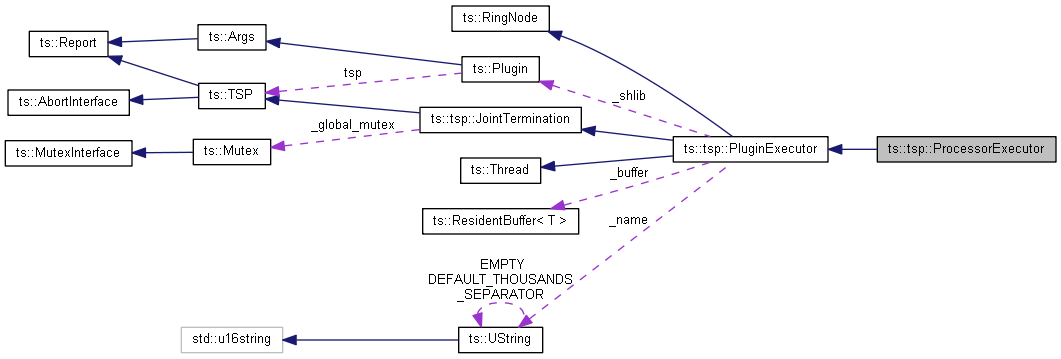 ts::RingNode
ts::Report
ts::Args
ts::Plugin
tsp
ts::TSP
ts::AbortInterface
_shlib
ts::tsp::JointTermination
_global_mutex
ts::MutexInterface
ts::Mutex
ts::tsp::PluginExecutor
ts::tsp::ProcessorExecutor
ts::Thread
_buffer
ts::ResidentBuffer< T >
_name
EMPTY
DEFAULT_THOUSANDS
_SEPARATOR
std::u16string
ts::UString